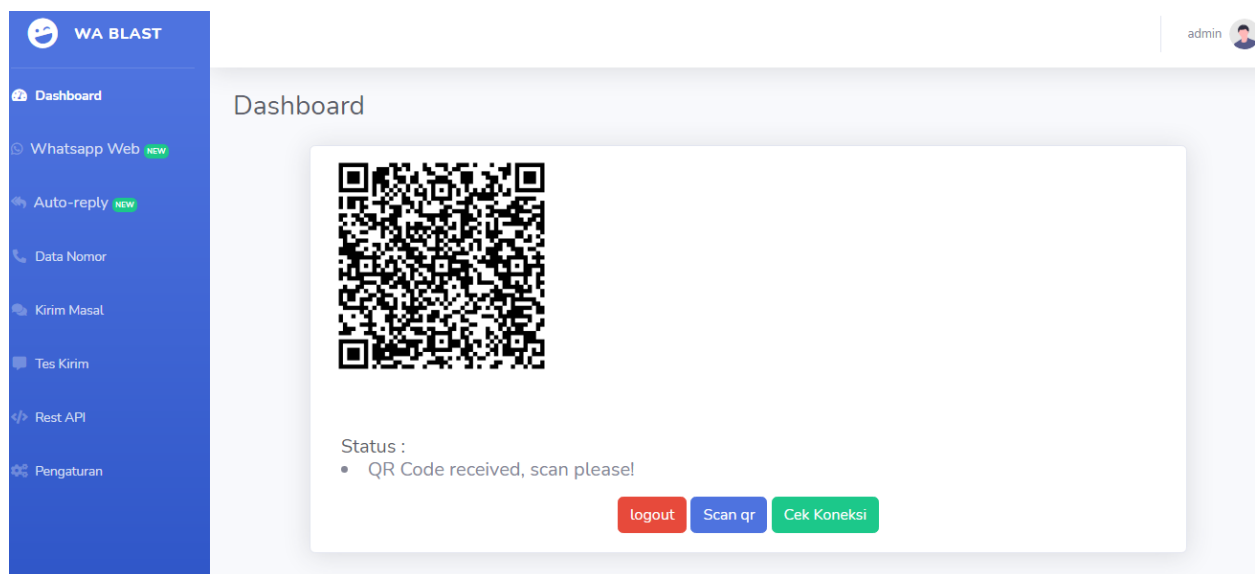 WA BLAST
admin
Dashboard
Whatsapp Web NEW
Auto-reply NEW
Data Nomor
Kirim Masal
Tes Kirim
Rest API
Pengaturan
Dashboard
Status :
QR Code received, scan please!
logout
Scan qr
Cek Koneksi